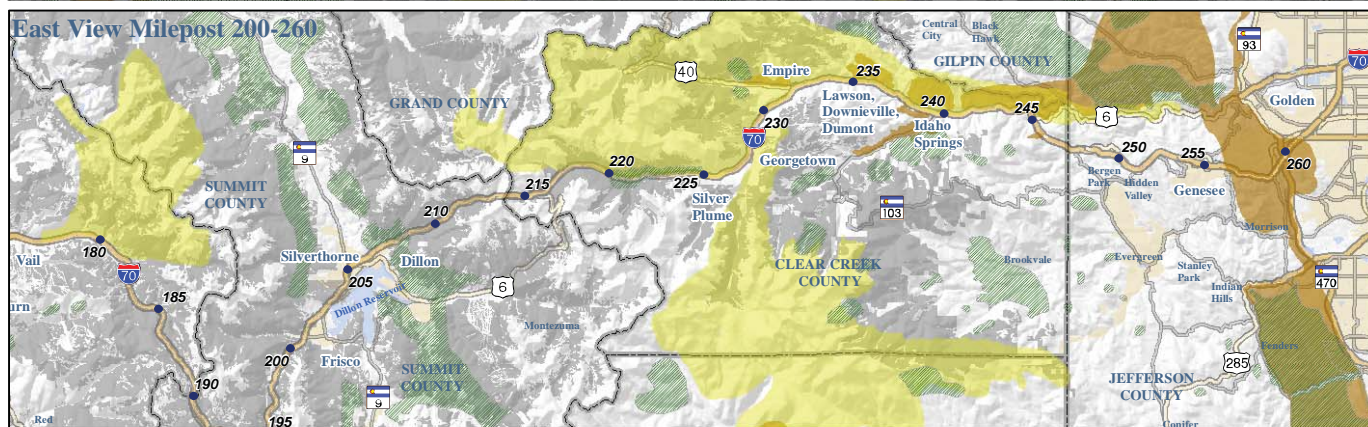 East View Milepost 200-260
Central
City
Black
Hawk
GILPIN COUNTY
93
70
40
Empire
235
GRAND COUNTY
Lawson,
Downieville,
Dumont
240
245
6
Golden
230
70
Idaho
Springs
9
220
Georgetown
250
255
260
225
Bergen
Park
Hidden
Valley
Genesee
SUMMIT
COUNTY
215
Silver
Plume
103
210
Morrison
180
Vail
70
Silverthorne
Dillon
CLEAR CREEK
COUNTY
Brookvale
Evergreen
Stanley
Park
470
205
6
Indian
Hills
185
Dillon Reservoir
Montezuma
200
Frisco
Fenders
SUMMIT
COUNTY
285
190
9
JEFFERSON
COUNTY
Red
195
Conifer